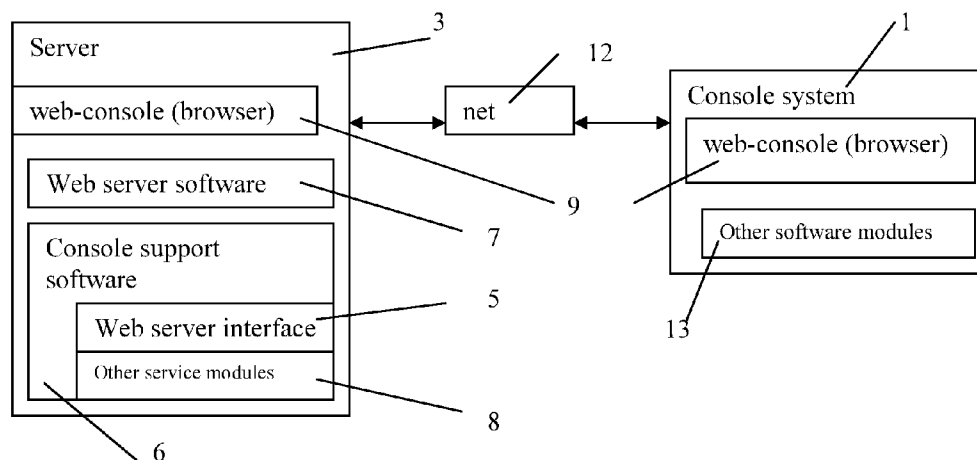 3
1
Server
12
Console system
web-console (browser)
net
web-console (browser)
Web server software
9
7
Other software modules
Console support
software
5
13
Web server interface
Other service modules
8
6